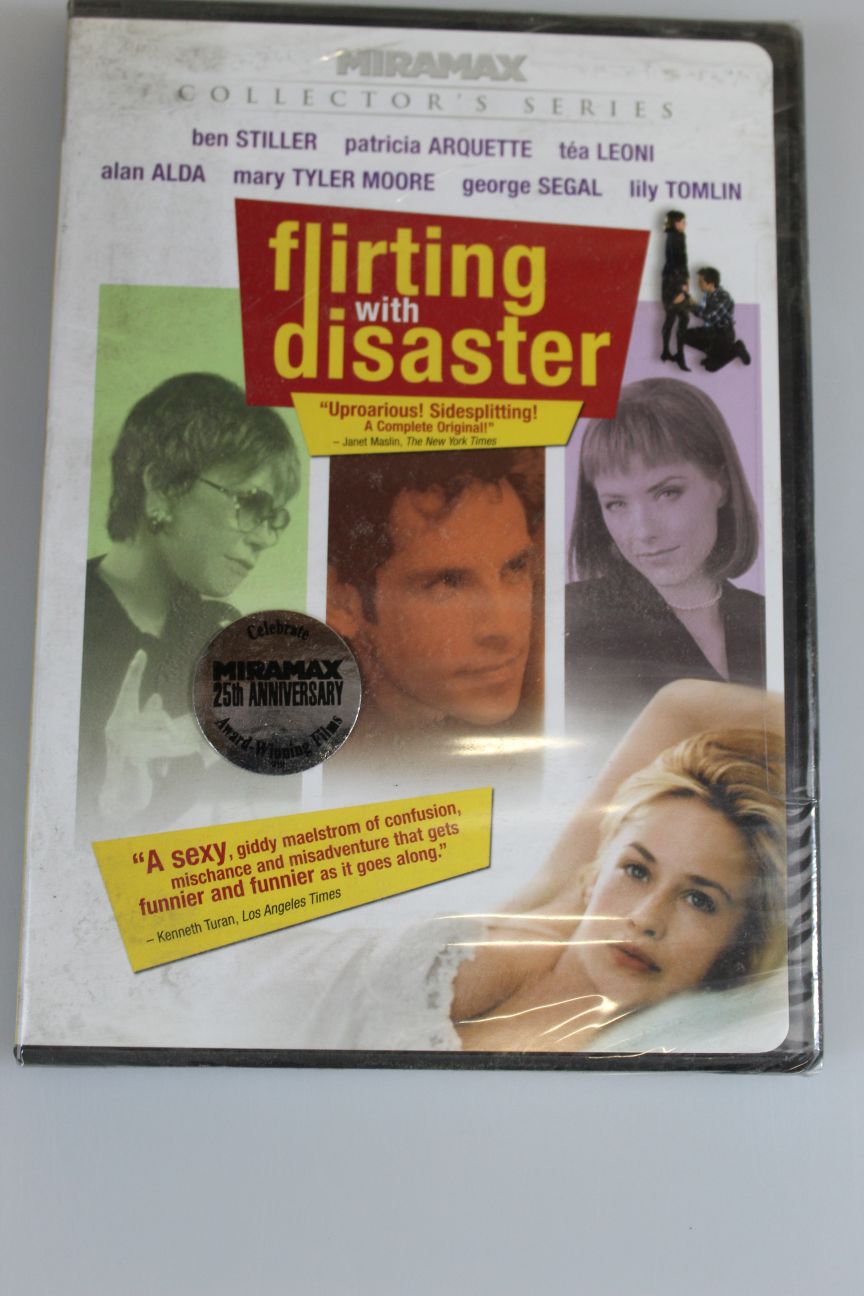 MIRAMAX
COLLECTOR'S SERIES
ben STILLER patricia ARQUETTE téa LEONI
alan ALDA mary TYLER MOORE george SEGAL lily TOMLIN
flirting
with
disaster
“Uproarious! Sidesplitting!
A Complete Original!”
– Janet Maslin, The New York Times
Celebrate
MIRAMAX
25th ANNIVERSARY
Award-Winning Films
“A sexy, giddy maelstrom of confusion,
mischance and misadventure that gets
funnier and funnier as it goes along.”
– Kenneth Turan, Los Angeles Times